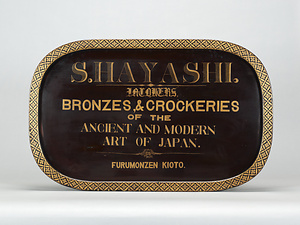 S.HAYASHI.
BRONZES,& CROCKERIES
OF THE
ANCIENT AND MODERN
ART OF JAPAN.
FURUMONZEN KIOTO.